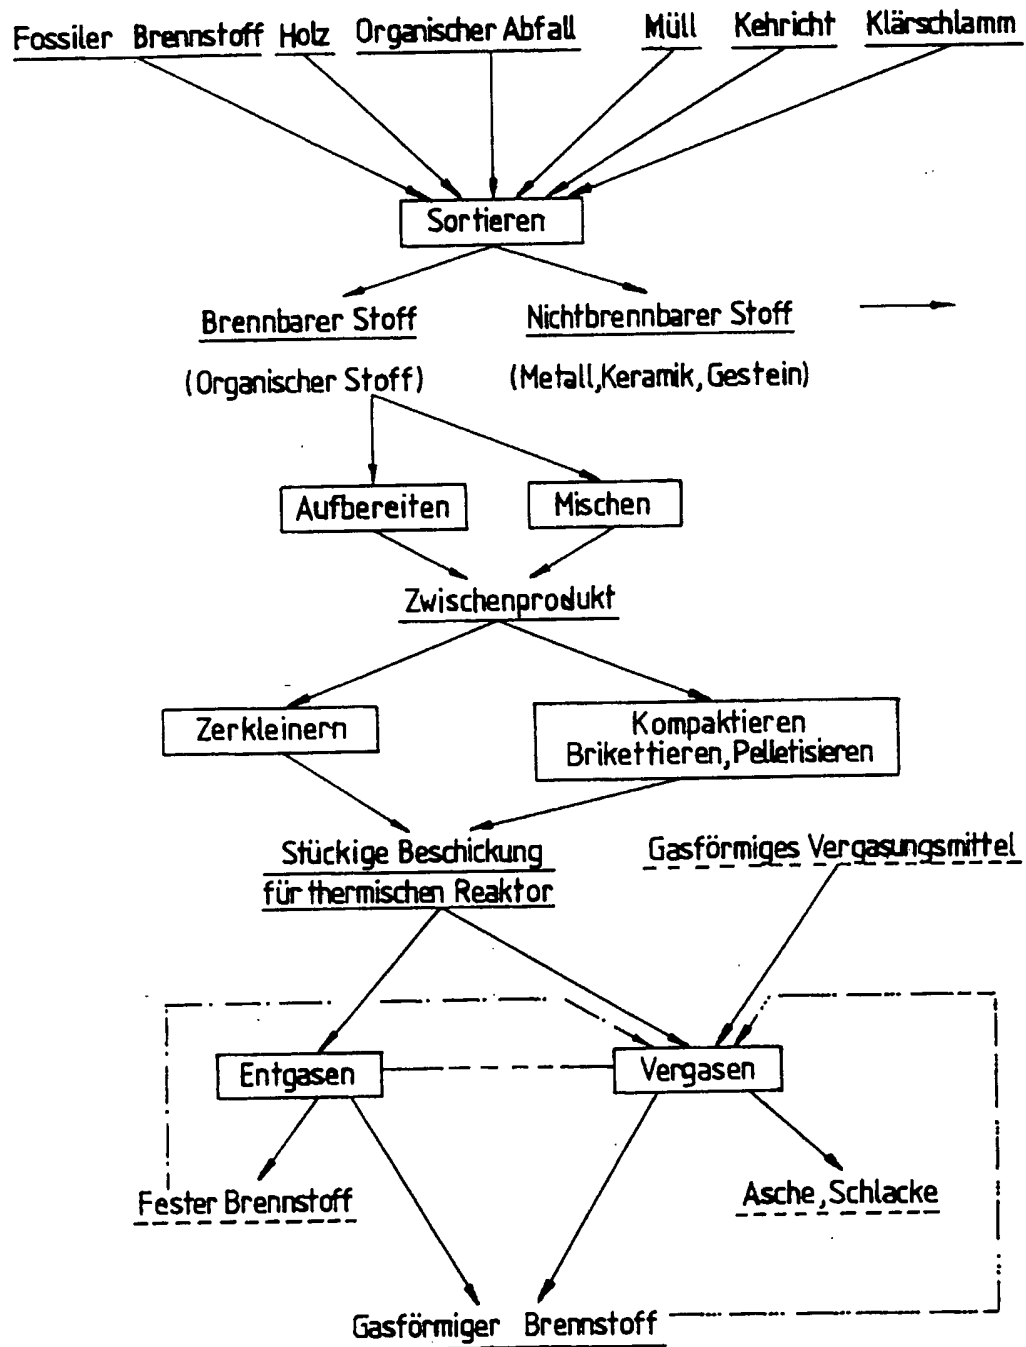 Fossiler Brennstoff Holz Organischer Abfall Müll Kehricht Klärschlamm
Sortieren
Brennbarer Stoff Nichtbrennbarer Stoff
(Organischer Stoff) (Metall, Keramik, Gestein)
Aufbereiten Mischen
Zwischenprodukt
Zerkleinern
Kompaktieren
Brikettieren, Pelletisieren
Stückige Beschickung
für thermischen Reaktor
Gasförmiges Vergasungsmittel
Entgasen Vergasen
Fester Brennstoff Asche, Schlacke
Gasförmiger Brennstoff